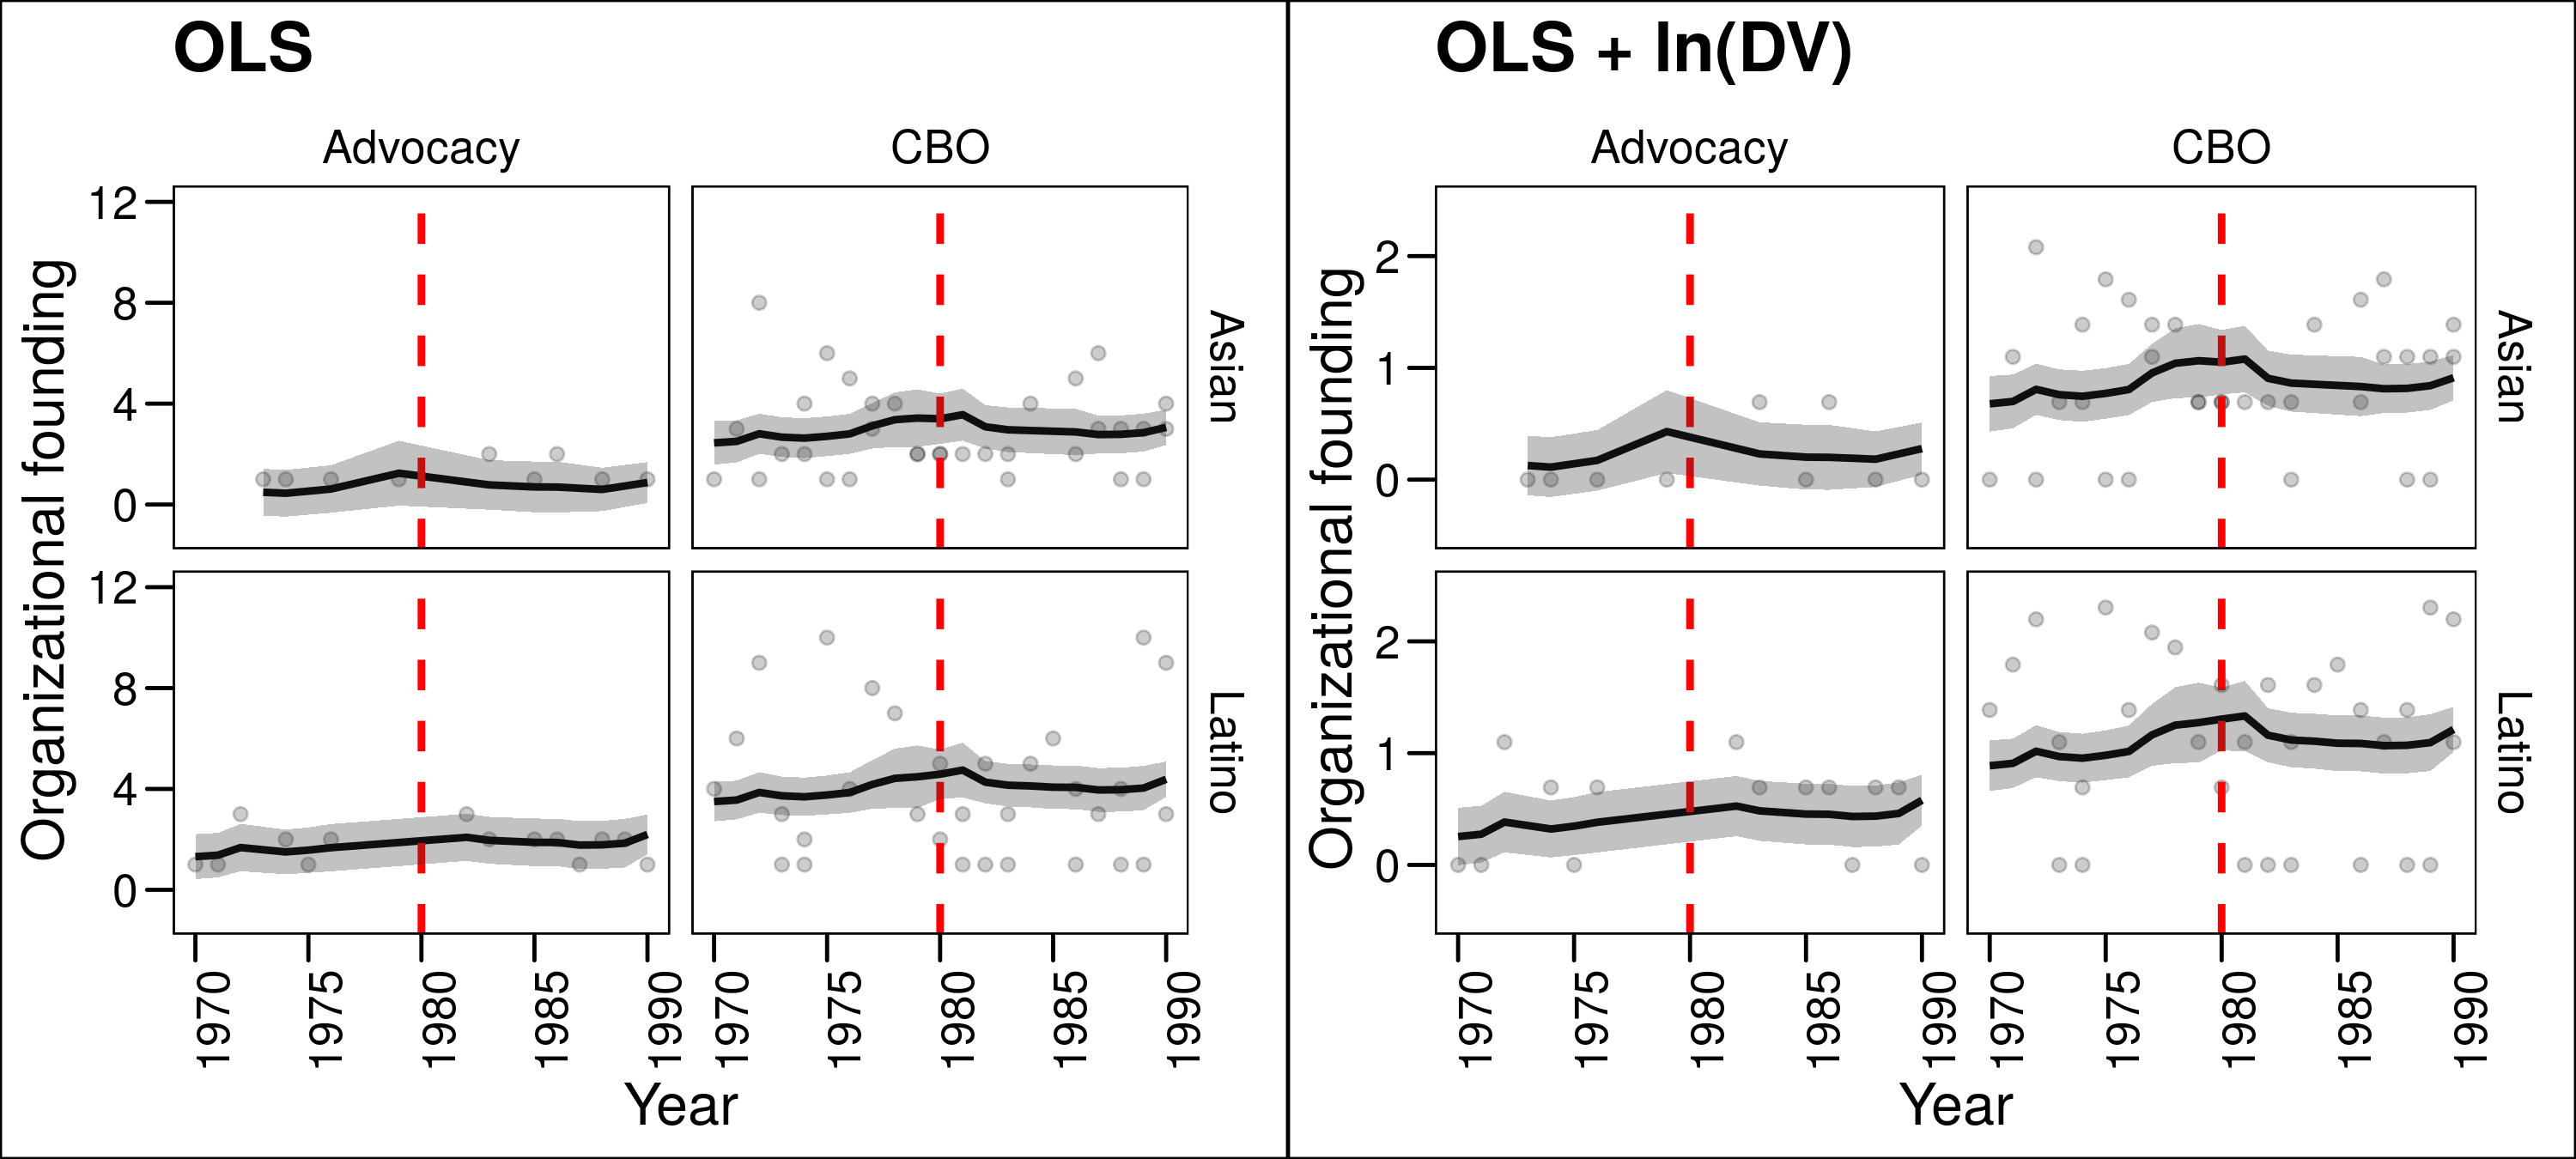 OLS
Advocacy
CBO
Organizational founding
12
8
4
0
Asian
12
8
4
0
Latino
1970
1975
1980
1985
1990
1970
1975
1980
1985
1990
Year
OLS + ln(DV)
Advocacy
CBO
Organizational founding
2
1
0
Asian
2
1
0
Latino
1970
1975
1980
1985
1990
1970
1975
1980
1985
1990
Year